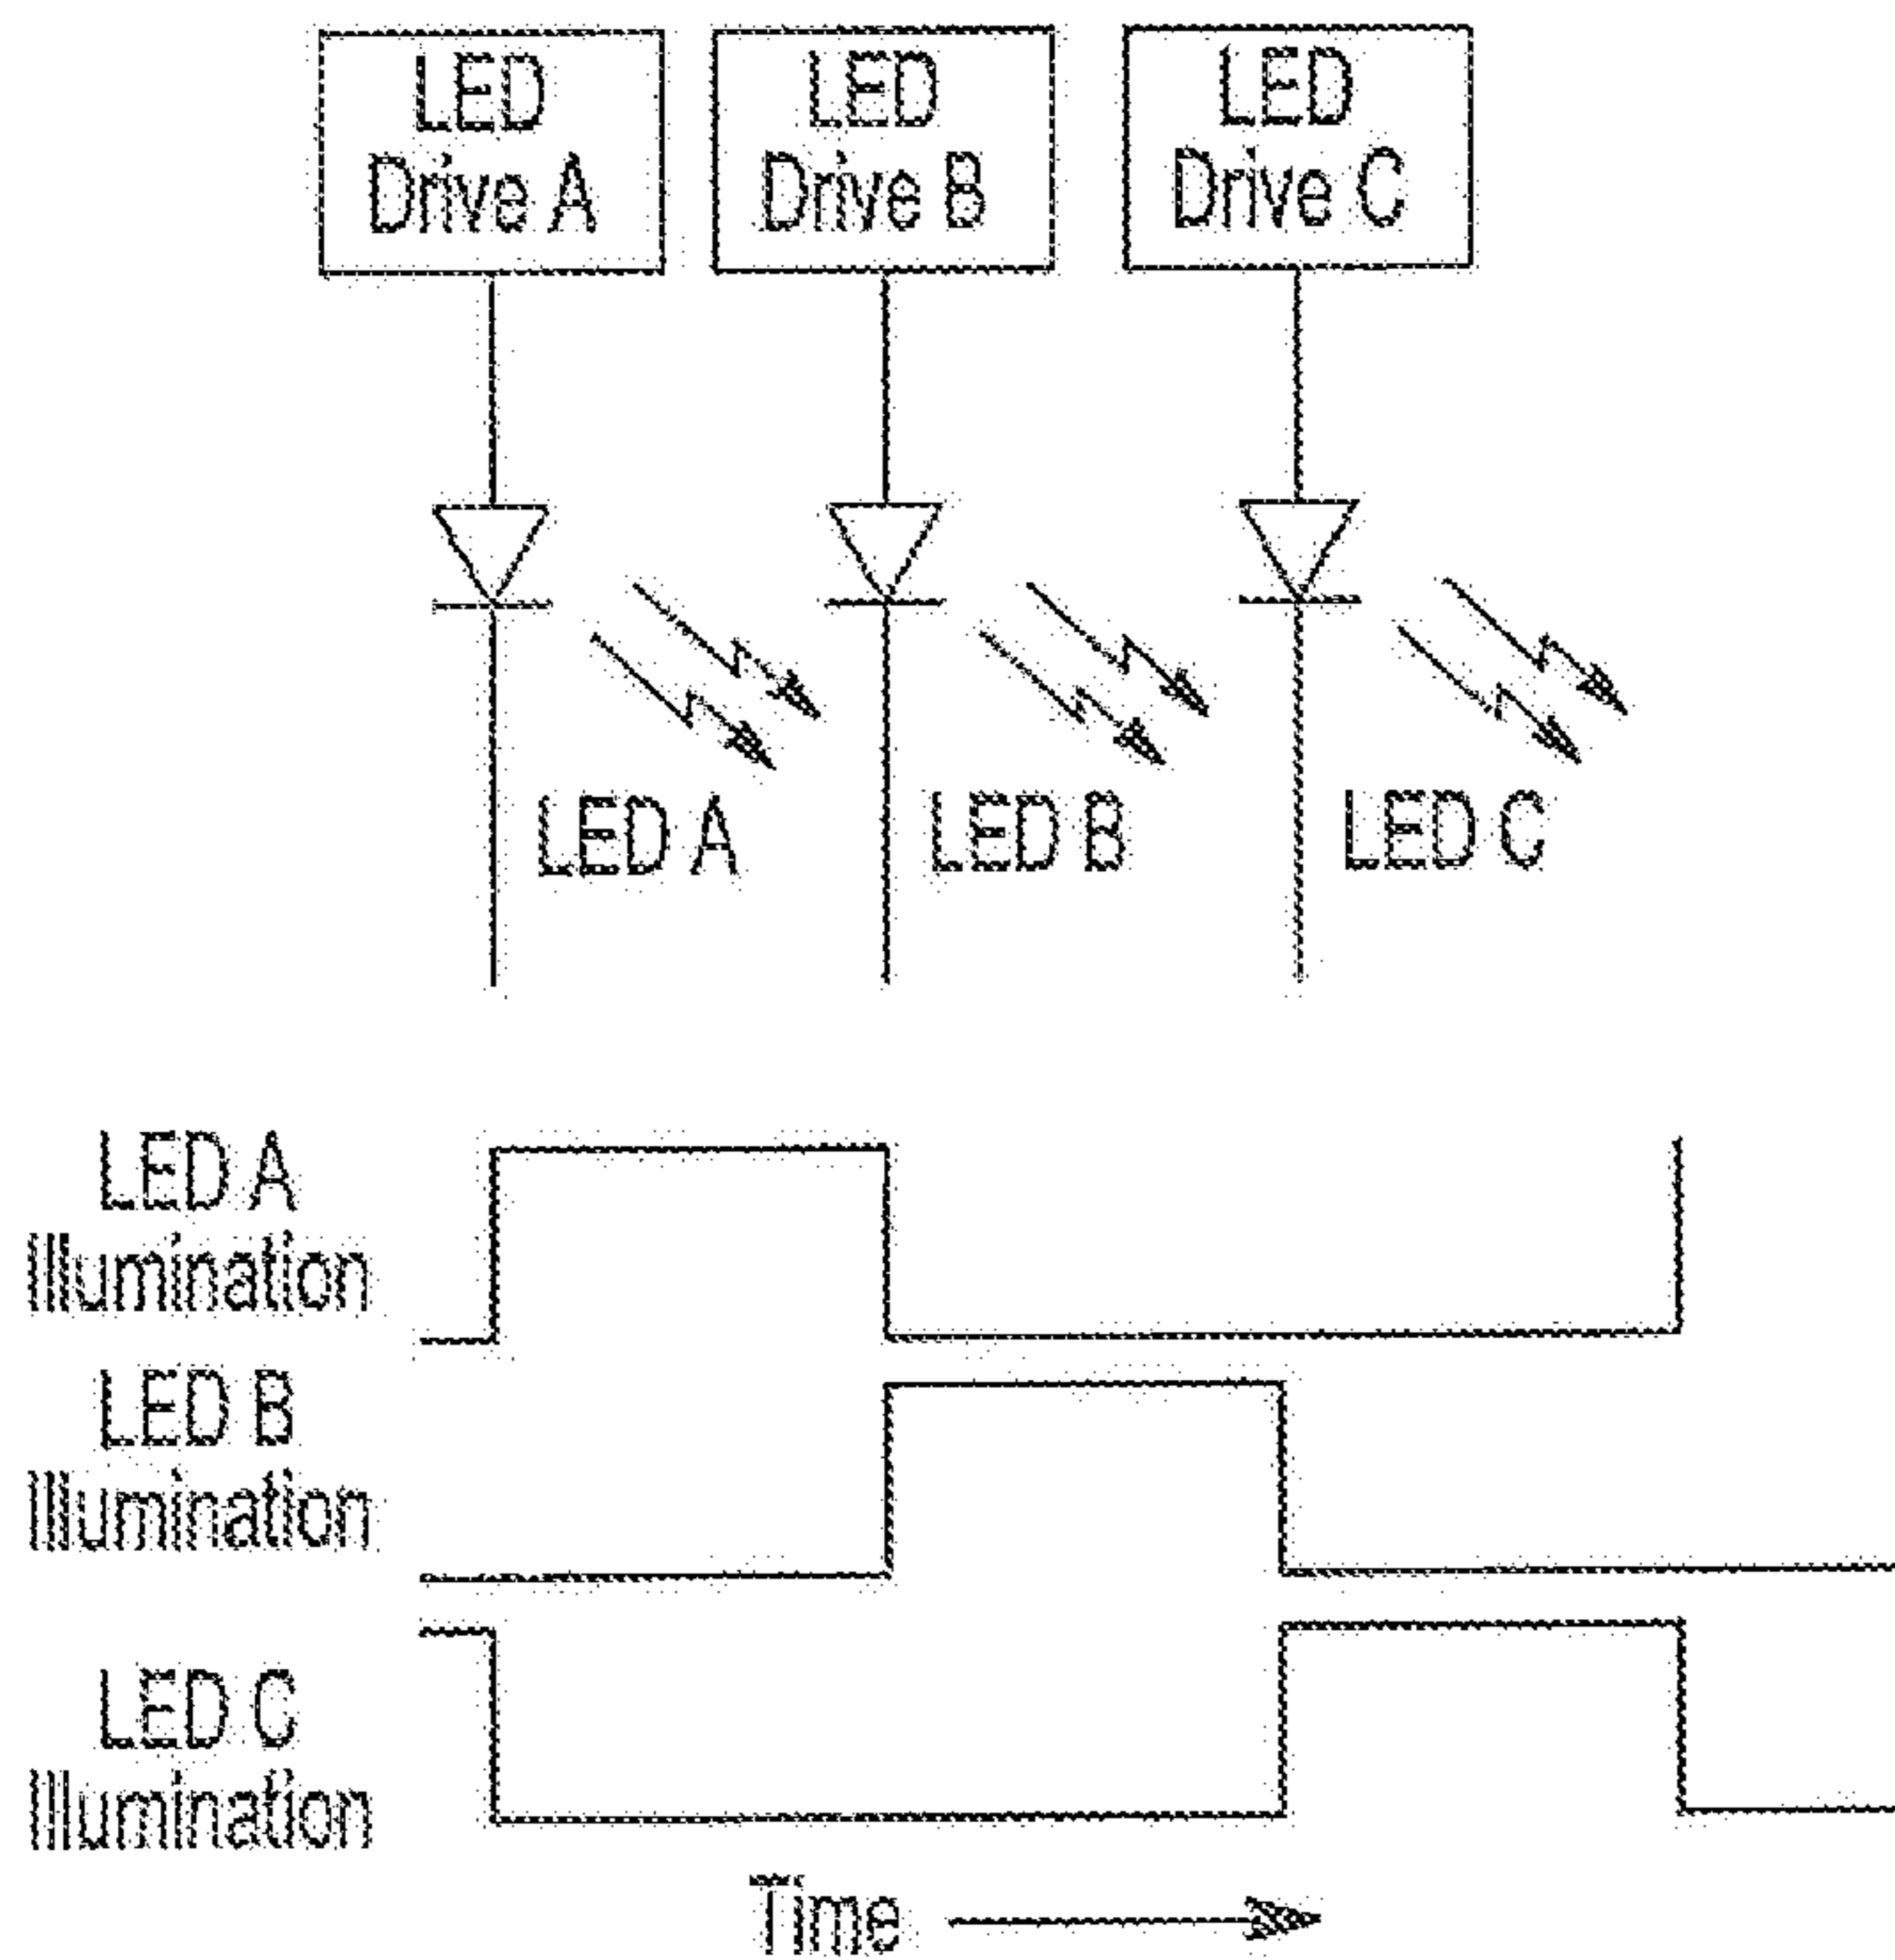 LED
Drive A
LED
Drive B
LED
Drive C
LED A
LED B
LED C
LED A
Illumination
LED B
Illumination
LED C
Illumination
Time